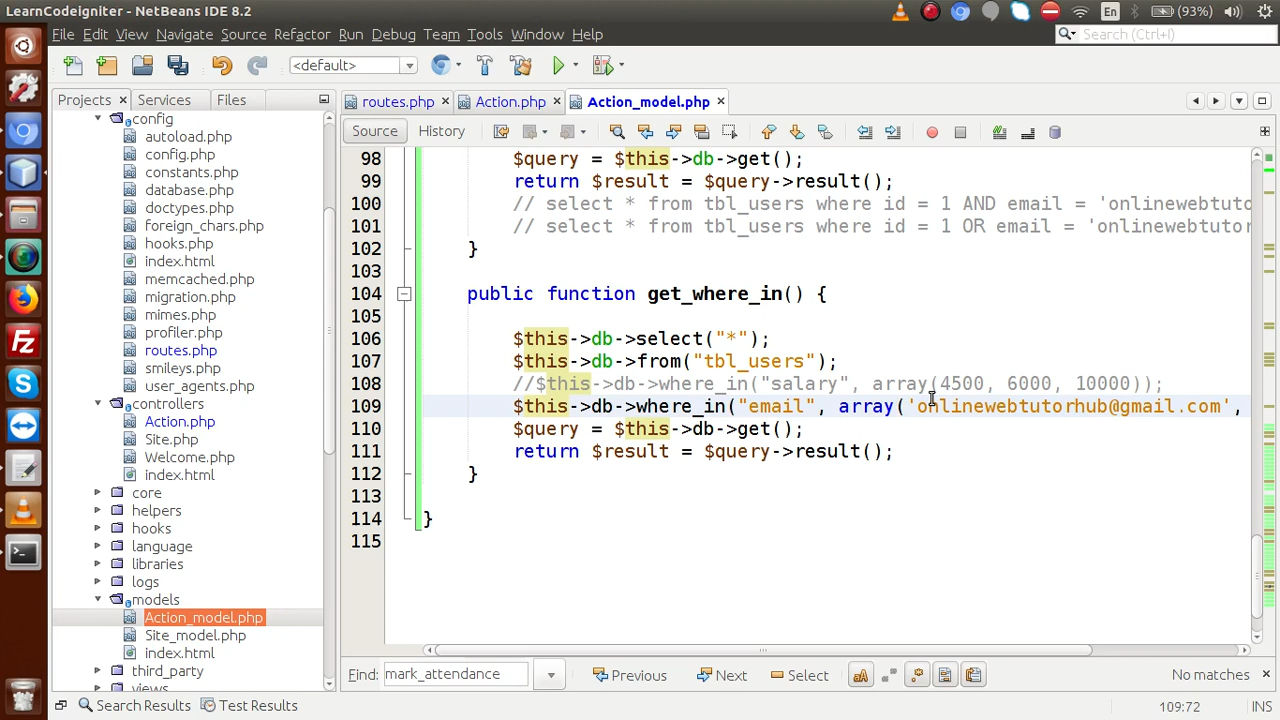 LearnCodeigniter - NetBeans IDE 8.2
En (93%)
File Edit View Navigate Source Refactor Run Debug Team Tools Window Help
Search (Ctrl+I)
<default>
Projects Services Files
routes.php Action.php Action_model.php
Source History
config
autoload.php
config.php
constants.php
database.php
doctypes.php
foreign_chars.php
hooks.php
index.html
memcached.php
migration.php
mimes.php
profiler.php
routes.php
smileys.php
user_agents.php
controllers
Action.php
Site.php
Welcome.php
index.html
core
helpers
hooks
language
libraries
logs
models
Action_model.php
Site_model.php
index.html
third_party
views
98 $query = $this->db->get();
99 return $result = $query->result();
100 // select * from tbl_users where id = 1 AND email = 'onlinewebtuto
101 // select * from tbl_users where id = 1 OR email = 'onlinewebtutor
102 }
103
104 public function get_where_in() {
105
106 $this->db->select("*");
107 $this->db->from("tbl_users");
108 //$this->db->where_in("salary", array(4500, 6000, 10000));
109 $this->db->where_in("email", array('onlinewebtutorhub@gmail.com',
110 $query = $this->db->get();
111 return $result = $query->result();
112 }
113
114 }
115
Find: mark_attendance Previous Next Select aA No matches
Search Results Test Results
109:72 INS